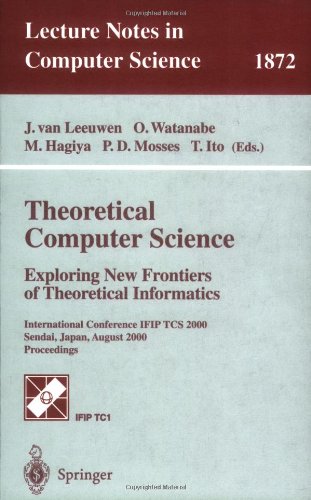 Lecture Notes in
Computer Science 1872
J. van Leeuwen O. Watanabe
M. Hagiya P. D. Mosses T. Ito (Eds.)
Theoretical
Computer Science
Exploring New Frontiers
of Theoretical Informatics
International Conference IFIP TCS 2000
Sendai, Japan, August 2000
Proceedings
IFIP TC1
Springer